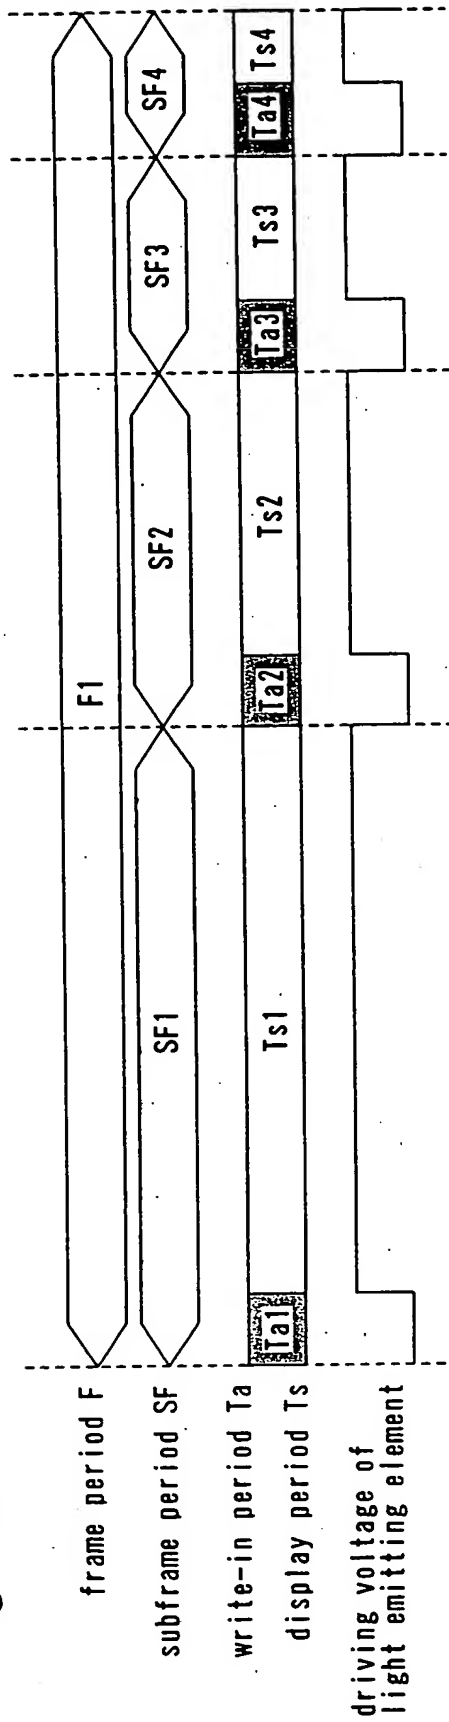 frame period F
F1
subframe period SF
SF1
SF2
SF3
SF4
write-in period Ta
display period Ts
Ta1
Ts1
Ta2
Ts2
Ta3
Ts3
Ta4
Ts4
driving voltage of
light emitting element